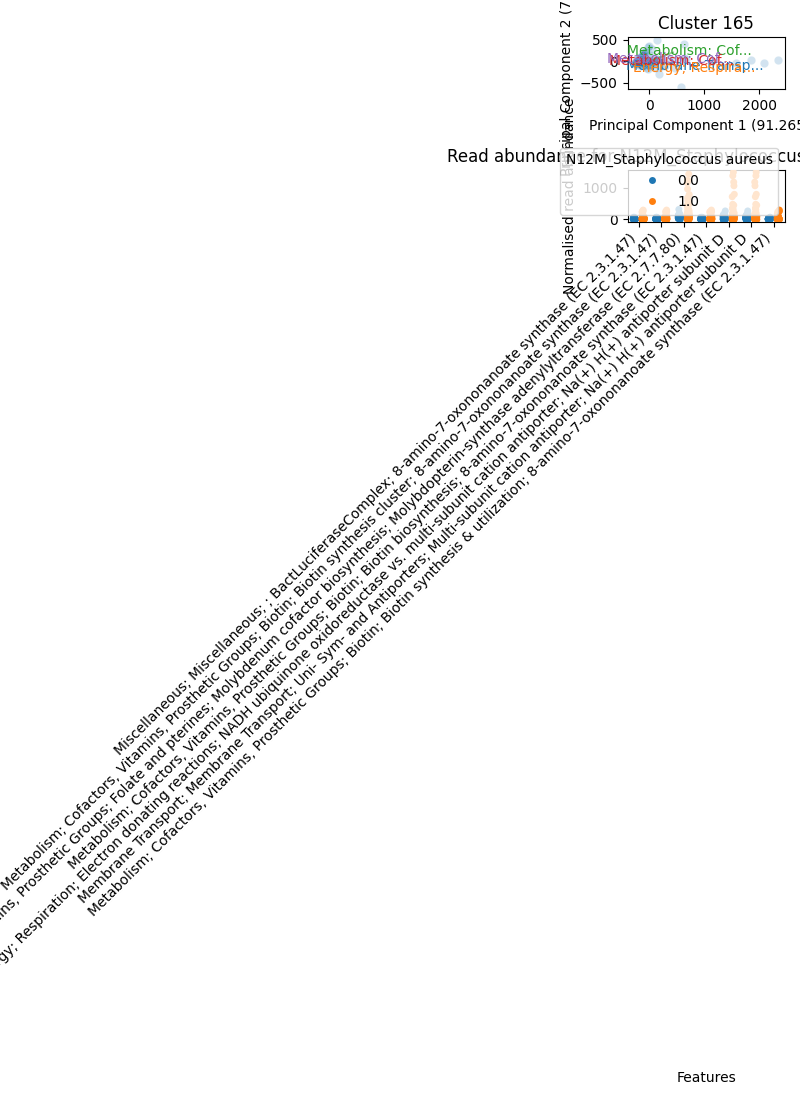 Cluster 165
Principal Component 2 (7
500
0
−500
Metabolism; Cof...
Metabolism; Cof...
Membrane Transp...
Energy; Respira...
0
1000
2000
Principal Component 1 (91.265
Read abundance for N12M_Staphylococcus
Normalised read abundance
N12M_Staphylococcus aureus
0.0
1.0
1000
0
Miscellaneous; Miscellaneous; ; BactLuciferaseComplex; 8-amino-7-oxononanoate synthase (EC 2.3.1.47)
Metabolism; Cofactors, Vitamins, Prosthetic Groups; Biotin; Biotin synthesis cluster; 8-amino-7-oxononanoate synthase (EC 2.3.1.47)
ins, Prosthetic Groups; Folate and pterines; Molybdenum cofactor biosynthesis; Molybdopterin-synthase adenylyltransferase (EC 2.7.7.80)
Metabolism; Cofactors, Vitamins, Prosthetic Groups; Biotin; Biotin biosynthesis; 8-amino-7-oxononanoate synthase (EC 2.3.1.47)
gy; Respiration; Electron donating reactions; NADH ubiquinone oxidoreductase vs. multi-subunit cation antiporter; Na(+) H(+) antiporter subunit D
Membrane Transport; Membrane Transport; Uni- Sym- and Antiporters; Multi-subunit cation antiporter; Na(+) H(+) antiporter subunit D
Metabolism; Cofactors, Vitamins, Prosthetic Groups; Biotin; Biotin synthesis & utilization; 8-amino-7-oxononanoate synthase (EC 2.3.1.47)
Features